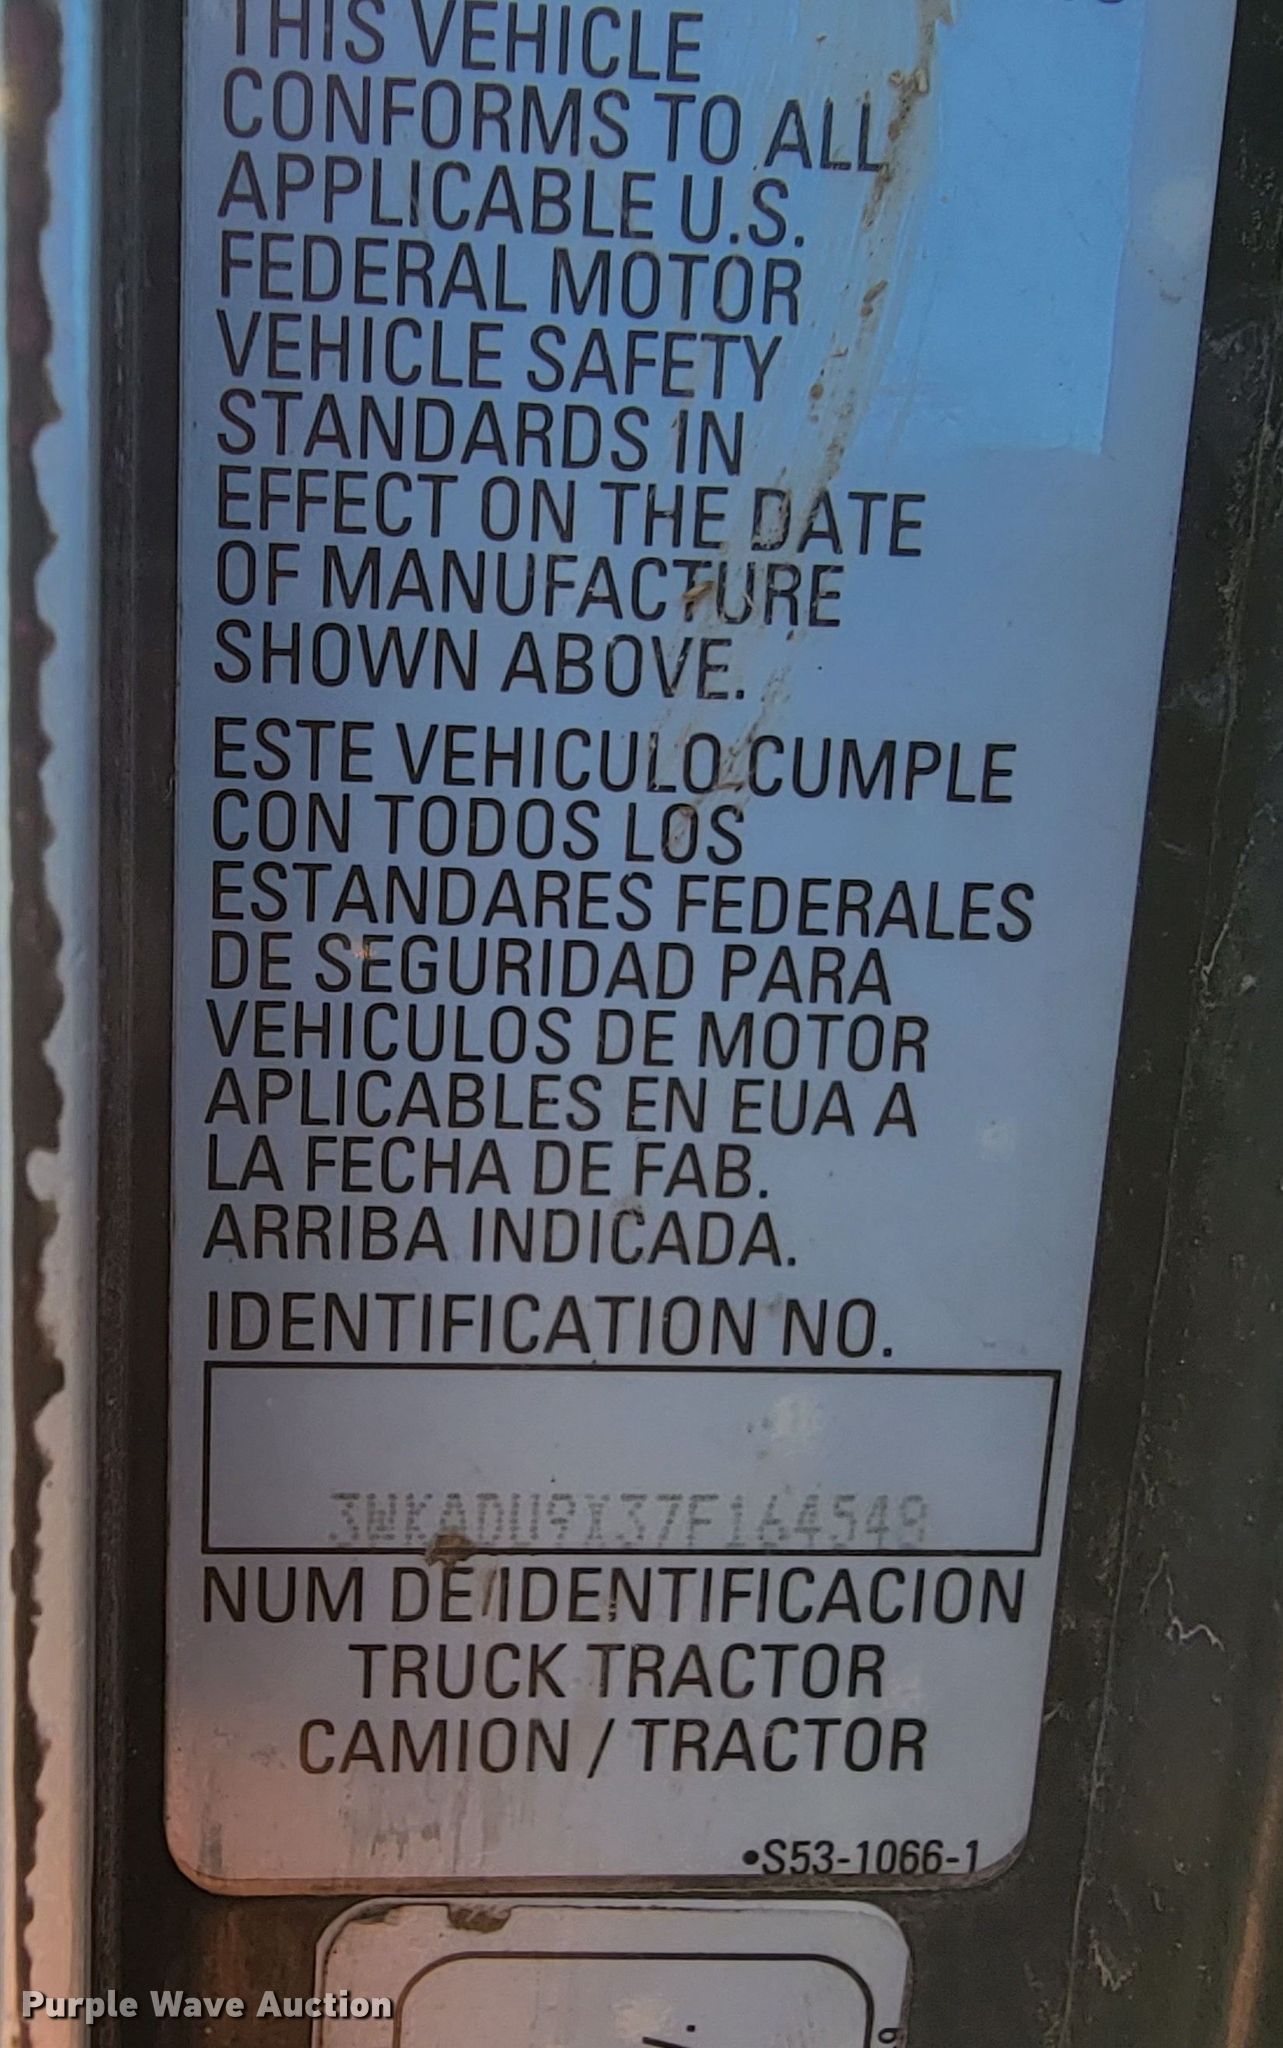 THIS VEHICLE
CONFORMS TO ALL
APPLICABLE U.S.
FEDERAL MOTOR
VEHICLE SAFETY
STANDARDS IN
EFFECT ON THE DATE
OF MANUFACTURE
SHOWN ABOVE.
ESTE VEHICULO CUMPLE
CON TODOS LOS
ESTANDARES FEDERALES
DE SEGURIDAD PARA
VEHICULOS DE MOTOR
APLICABLES EN EUA A
LA FECHA DE FAB.
ARRIBA INDICADA.
IDENTIFICATION NO.
3WKADU9X37F164549
NUM DE IDENTIFICACION
TRUCK TRACTOR
CAMION / TRACTOR
•S53-1066-1
Purple Wave Auction